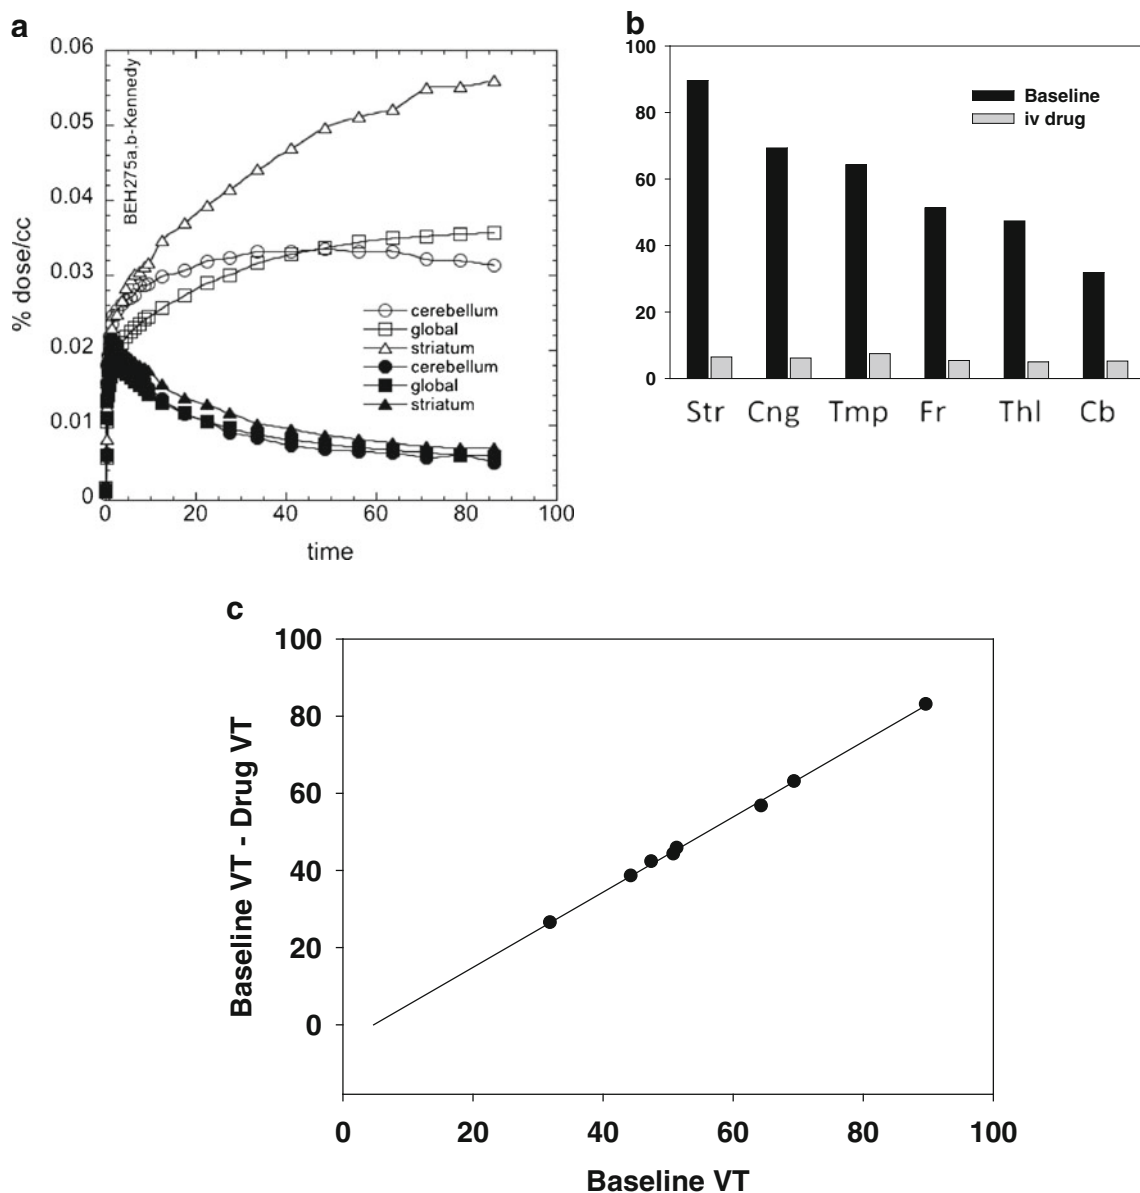 a
0.06
0.05
0.04
0.03
0.02
0.01
0
% dose/cc
BEH275a,b-Kennedy
cerebellum
global
striatum
cerebellum
global
striatum
0 20 40 60 80 100
time
b
100
80
60
40
20
0
Baseline
iv drug
Str Cng Tmp Fr Thl Cb
c
100
80
60
40
20
0
Baseline VT - Drug VT
0 20 40 60 80 100
Baseline VT